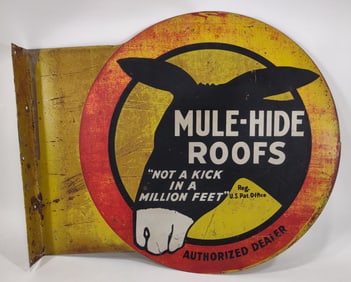 MULE-HIDE
ROOFS
"NOT A KICK
IN A
MILLION FEET"
Reg.
U.S. Pat Office
AUTHORIZED DEALER